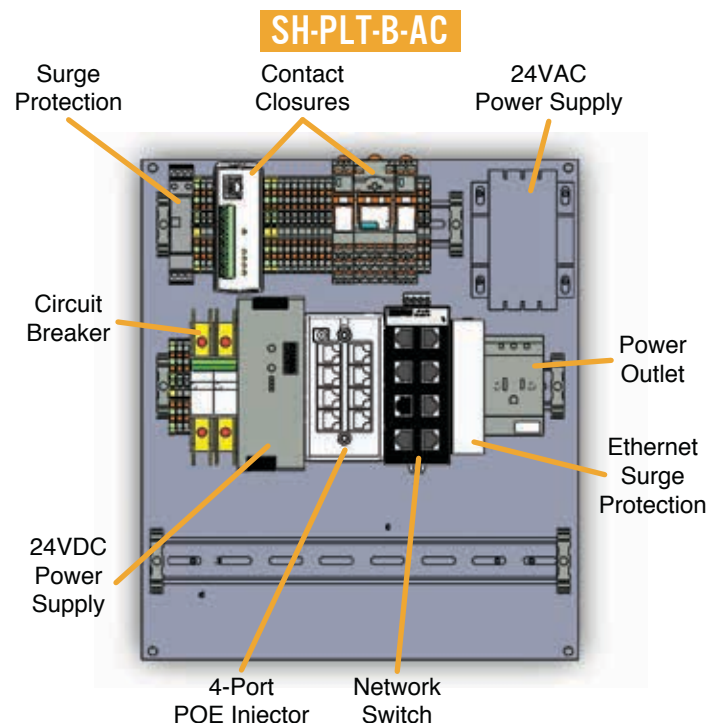 SH-PLT-B-AC
Surge
Protection
Contact
Closures
24VAC
Power Supply
Circuit
Breaker
Power
Outlet
Ethernet
Surge
Protection
24VDC
Power
Supply
4-Port
POE Injector
Network
Switch